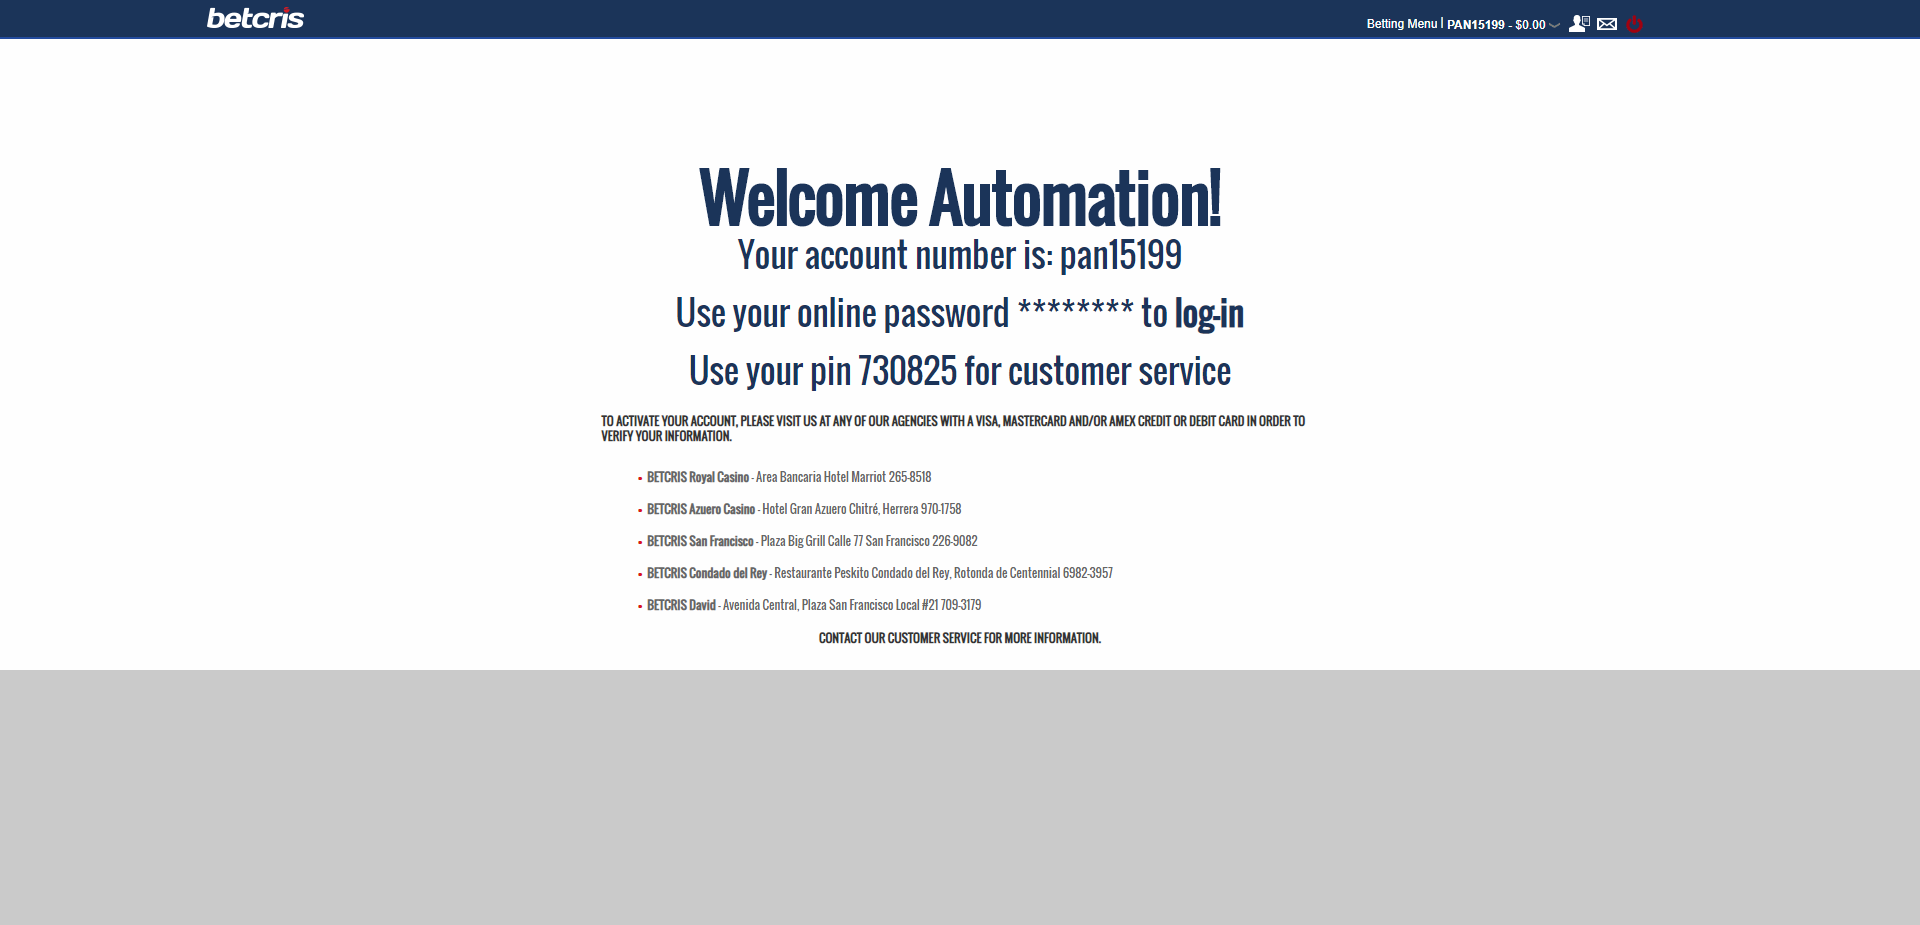 betcris
Betting Menu | PAN15199 - $0.00
Welcome Automation!
Your account number is: pan15199
Use your online password ******** to log-in
Use your pin 730825 for customer service
TO ACTIVATE YOUR ACCOUNT, PLEASE VISIT US AT ANY OF OUR AGENCIES WITH A VISA, MASTERCARD AND/OR AMEX CREDIT OR DEBIT CARD IN ORDER TO
VERIFY YOUR INFORMATION.
BETCRIS Royal Casino - Area Bancaria Hotel Marriot 265-8518
BETCRIS Azuero Casino - Hotel Gran Azuero Chitré, Herrera 970-1758
BETCRIS San Francisco - Plaza Big Grill Calle 77 San Francisco 226-9082
BETCRIS Condado del Rey - Restaurante Peskito Condado del Rey, Rotonda de Centennial 6982-3957
BETCRIS David - Avenida Central, Plaza San Francisco Local #21 709-3179
CONTACT OUR CUSTOMER SERVICE FOR MORE INFORMATION.